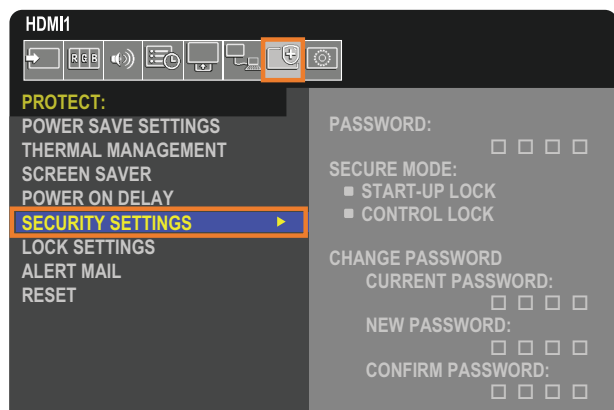 HDMI1
RGB
PROTECT:
POWER SAVE SETTINGS
THERMAL MANAGEMENT
SCREEN SAVER
POWER ON DELAY
SECURITY SETTINGS
LOCK SETTINGS
ALERT MAIL
RESET
PASSWORD:
SECURE MODE:
START-UP LOCK
CONTROL LOCK
CHANGE PASSWORD
CURRENT PASSWORD:
NEW PASSWORD:
CONFIRM PASSWORD: